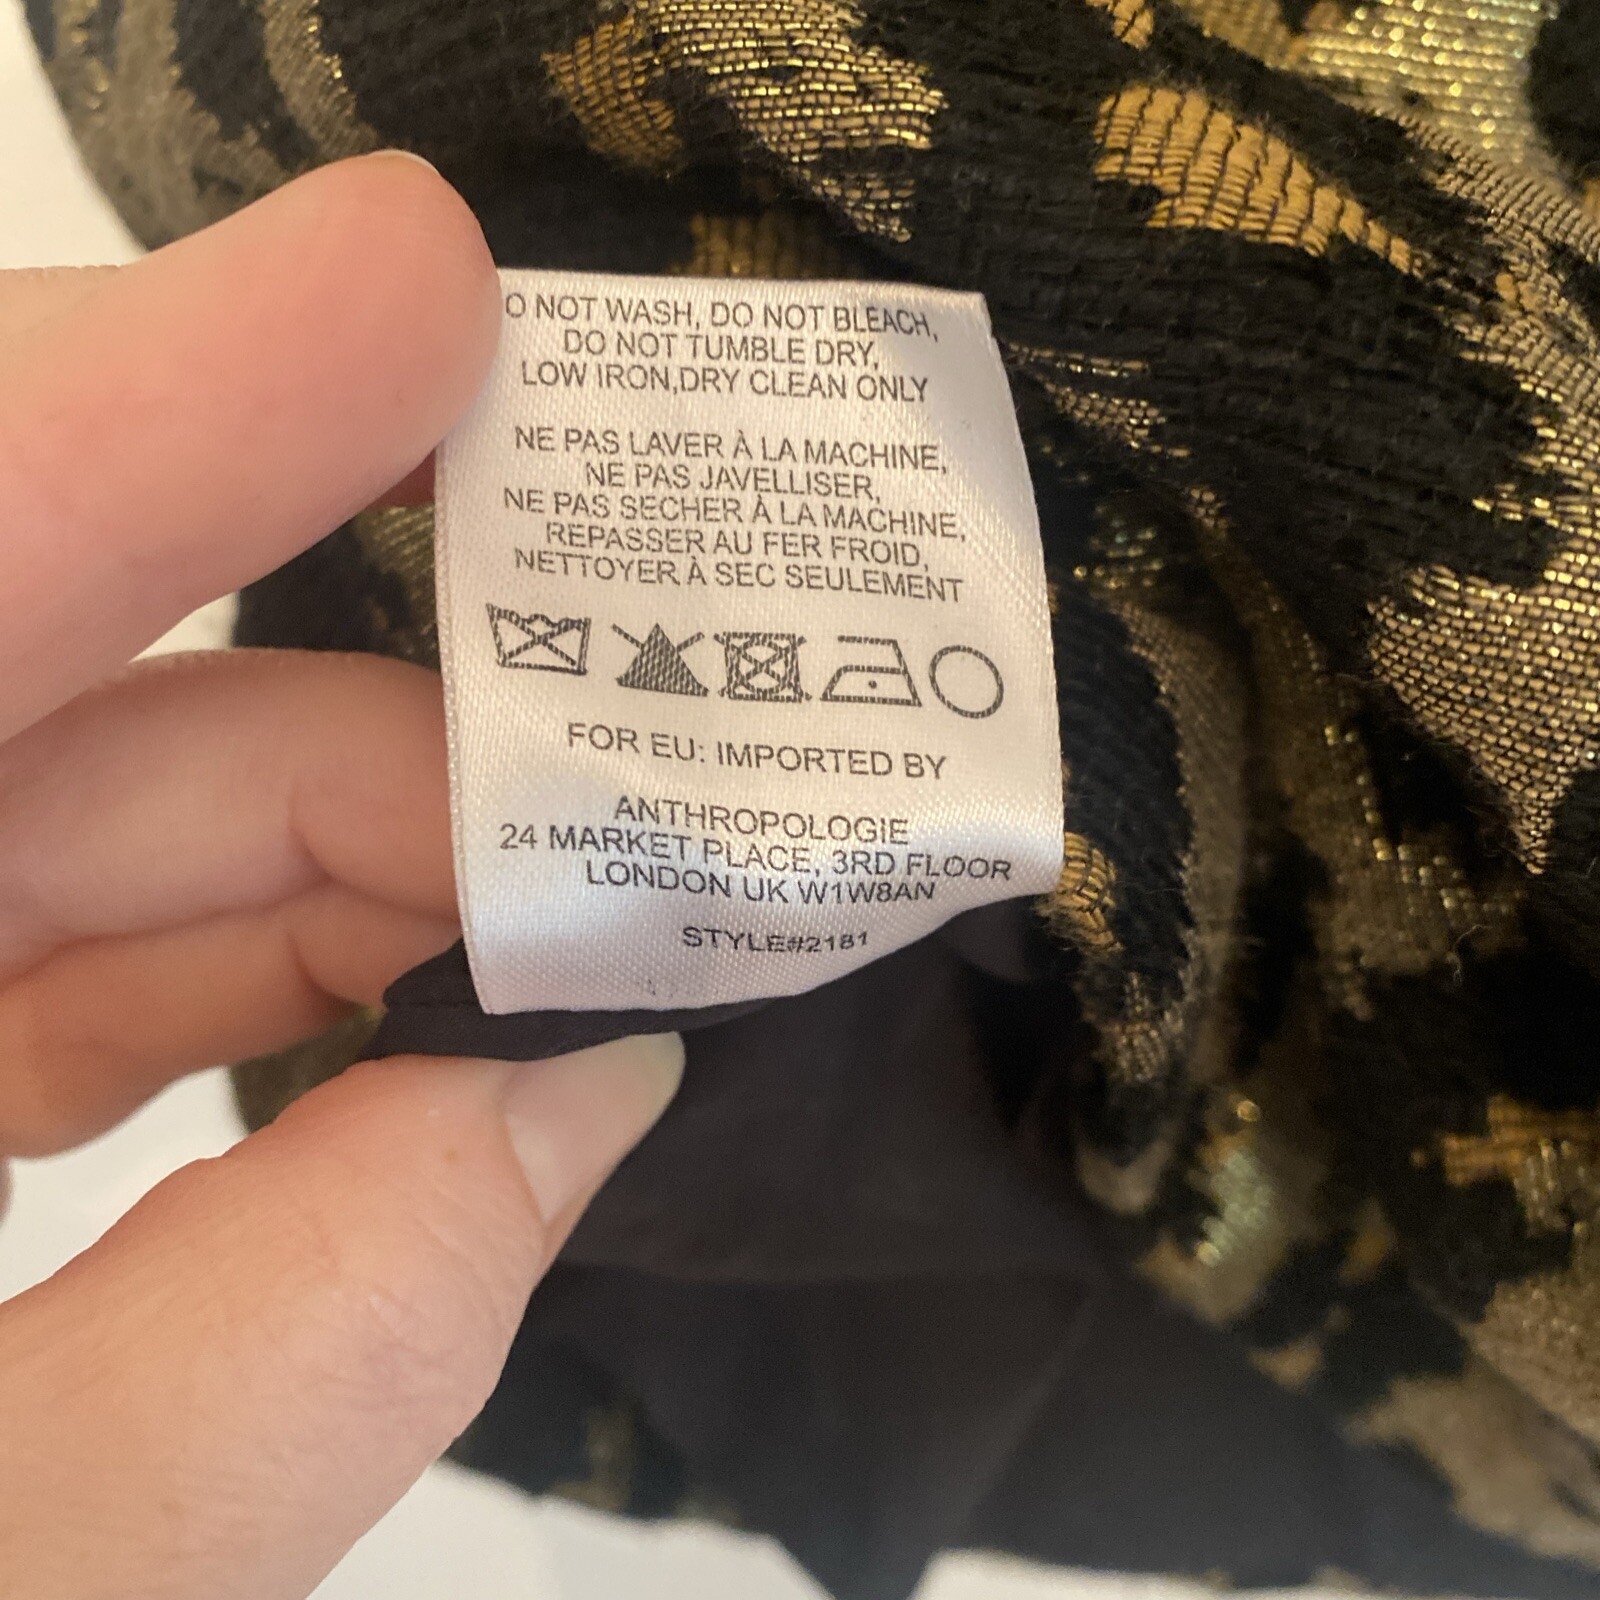 O NOT WASH, DO NOT BLEACH,
DO NOT TUMBLE DRY,
LOW IRON,DRY CLEAN ONLY
NE PAS LAVER À LA MACHINE,
NE PAS JAVELLISER,
NE PAS SECHER À LA MACHINE,
REPASSER AU FER FROID,
NETTOYER À SEC SEULEMENT
FOR EU: IMPORTED BY
ANTHROPOLOGIE
24 MARKET PLACE, 3RD FLOOR
LONDON UK W1W8AN
STYLE#2181